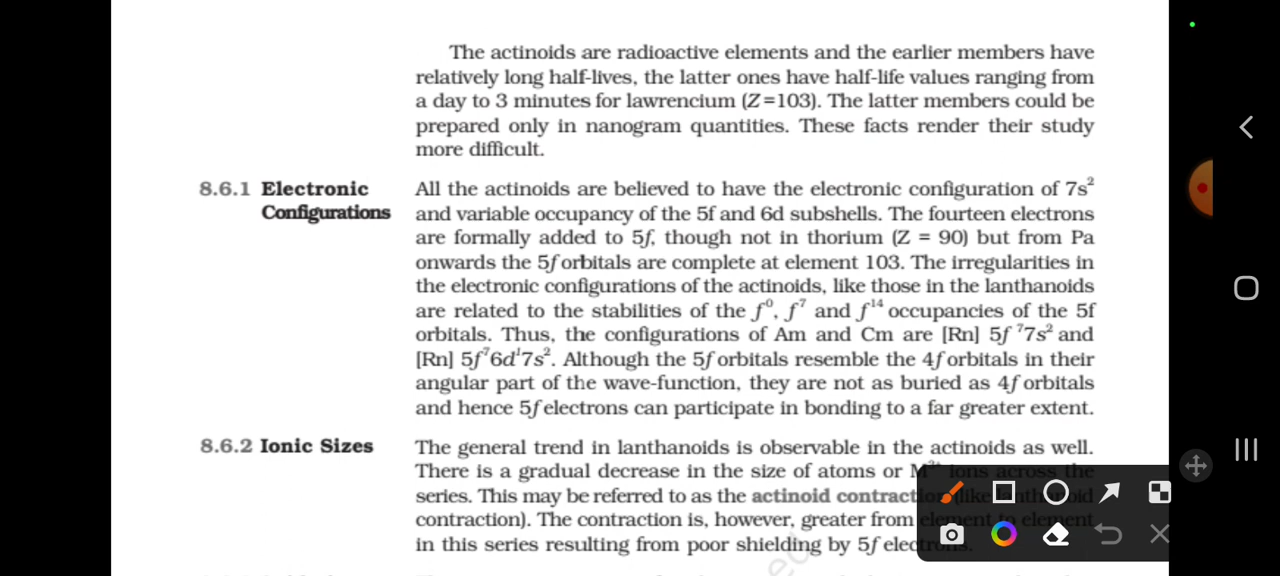 The actinoids are radioactive elements and the earlier members have
relatively long half-lives, the latter ones have half-life values ranging from
a day to 3 minutes for lawrencium (Z=103). The latter members could be
prepared only in nanogram quantities. These facts render their study
more difficult.
8.6.1 Electronic
Configurations
All the actinoids are believed to have the electronic configuration of 7s²
and variable occupancy of the 5f and 6d subshells. The fourteen electrons
are formally added to 5f, though not in thorium (Z = 90) but from Pa
onwards the 5f orbitals are complete at element 103. The irregularities in
the electronic configurations of the actinoids, like those in the lanthanoids
are related to the stabilities of the f⁰, f⁷ and f¹⁴ occupancies of the 5f
orbitals. Thus, the configurations of Am and Cm are [Rn] 5f ⁷7s² and
[Rn] 5f⁷6d¹7s². Although the 5f orbitals resemble the 4f orbitals in their
angular part of the wave-function, they are not as buried as 4f orbitals
and hence 5f electrons can participate in bonding to a far greater extent.
8.6.2 Ionic Sizes
The general trend in lanthanoids is observable in the actinoids as well.
There is a gradual decrease in the size of atoms or M ions across the
series. This may be referred to as the actinoid contraction (like lanthanoid
contraction). The contraction is, however, greater from element to element
in this series resulting from poor shielding by 5f electrons.